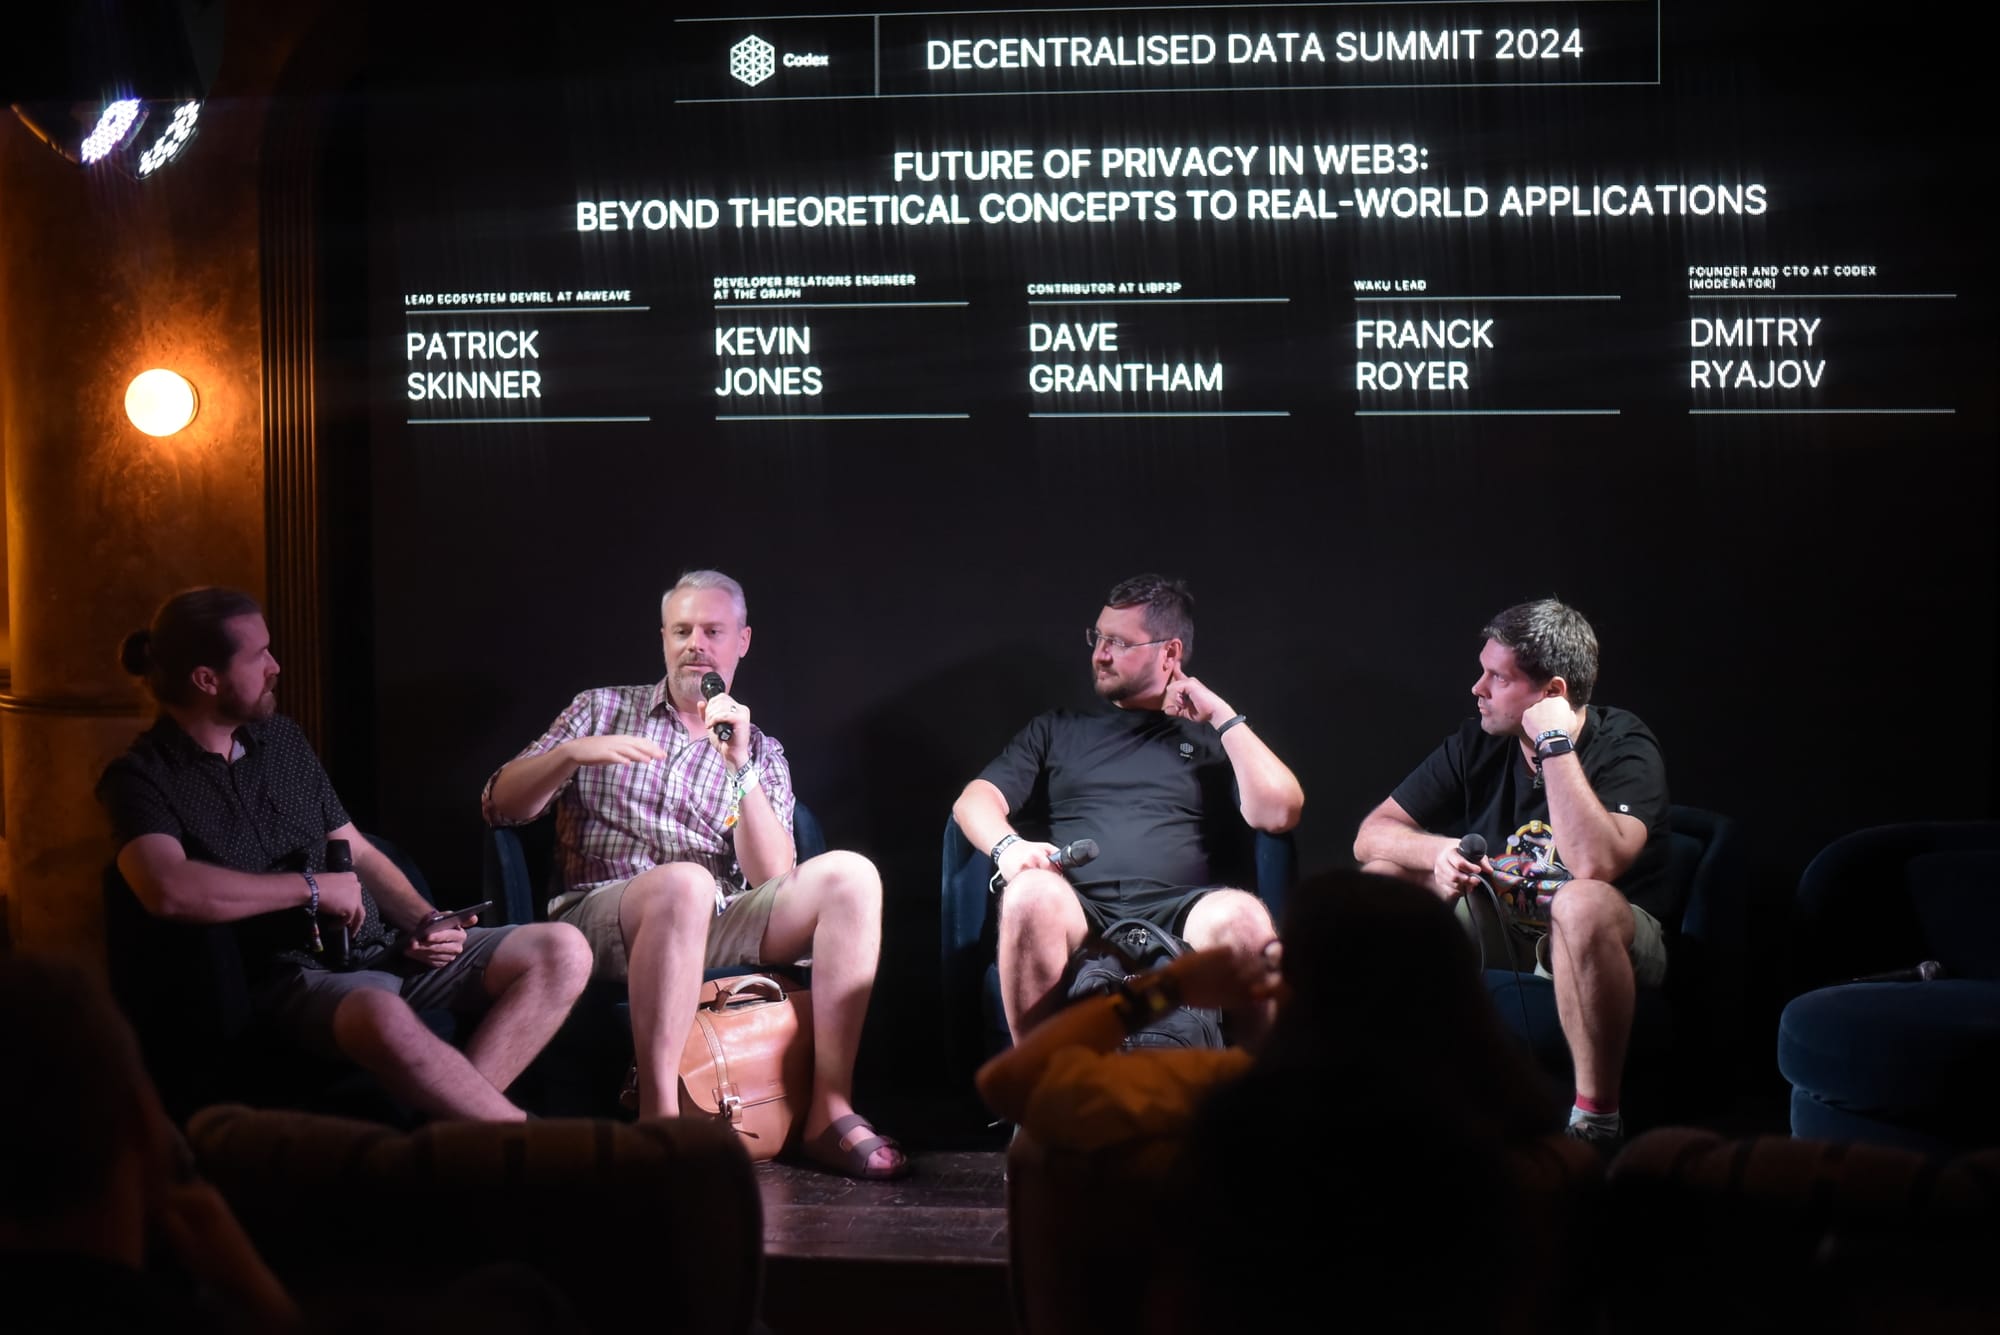 Codex
DECENTRALISED DATA SUMMIT 2024
FUTURE OF PRIVACY IN WEB3:
BEYOND THEORETICAL CONCEPTS TO REAL-WORLD APPLICATIONS
LEAD ECOSYSTEM DEVREL AT ARWEAVE
PATRICK
SKINNER
DEVELOPER RELATIONS ENGINEER
AT THE GRAPH
KEVIN
JONES
CONTRIBUTOR AT LIBP2P
DAVE
GRANTHAM
WAKU LEAD
FRANCK
ROYER
FOUNDER AND CTO AT CODEX
(MODERATOR)
DMITRY
RYAJOV